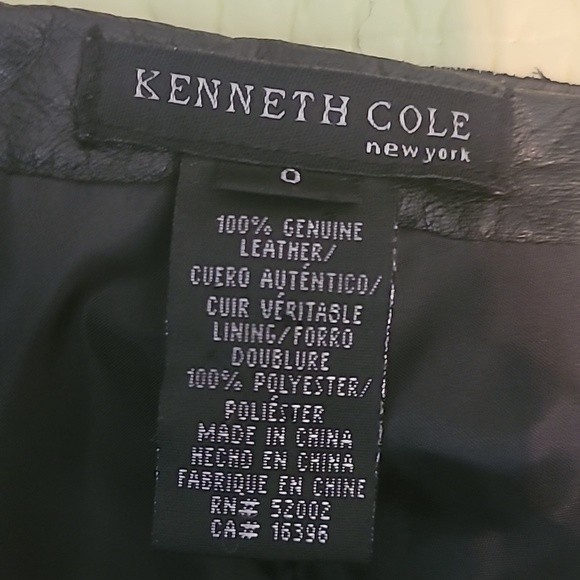 KENNETH COLE
new york
0
100% GENUINE
LEATHER/
CUERO AUTÉNTICO/
CUIR VÉRITABLE
LINING/FORRO
DOUBLURE
100% POLYESTER/
POLIÉSTER
MADE IN CHINA
HECHO EN CHINA
FABRIQUE EN CHINE
RN# 52002
CA# 16396